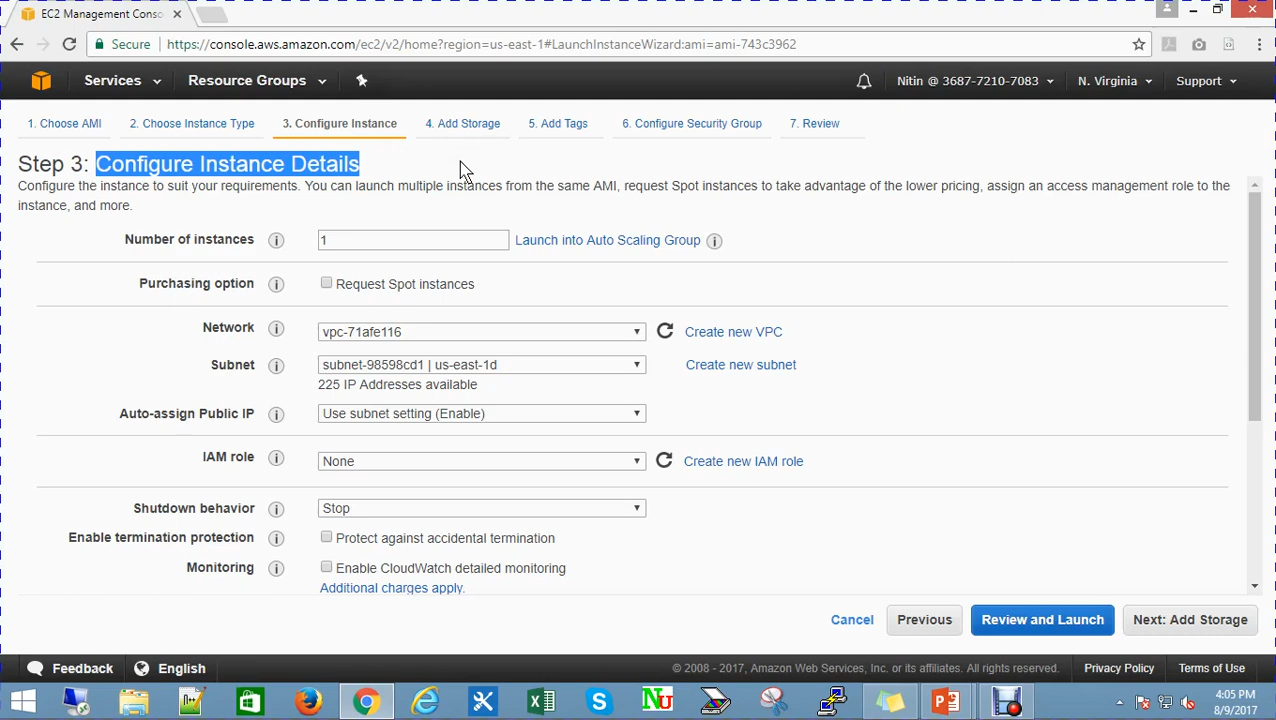 EC2 Management Conso
Secure https://console.aws.amazon.com/ec2/v2/home?region=us-east-1#LaunchInstanceWizard:ami=ami-743c3962
Services Resource Groups Nitin @ 3687-7210-7083 N. Virginia Support
1. Choose AMI 2. Choose Instance Type 3. Configure Instance 4. Add Storage 5. Add Tags 6. Configure Security Group 7. Review
Step 3: Configure Instance Details
Configure the instance to suit your requirements. You can launch multiple instances from the same AMI, request Spot instances to take advantage of the lower pricing, assign an access management role to the
instance, and more.
Number of instances 1 Launch into Auto Scaling Group
Purchasing option Request Spot instances
Network vpc-71afe116 Create new VPC
Subnet subnet-98598cd1 | us-east-1d Create new subnet
225 IP Addresses available
Auto-assign Public IP Use subnet setting (Enable)
IAM role None Create new IAM role
Shutdown behavior Stop
Enable termination protection Protect against accidental termination
Monitoring Enable CloudWatch detailed monitoring
Additional charges apply.
Cancel Previous Review and Launch Next: Add Storage
Feedback English © 2008 - 2017, Amazon Web Services, Inc. or its affiliates. All rights reserved. Privacy Policy Terms of Use
4:05 PM
8/9/2017